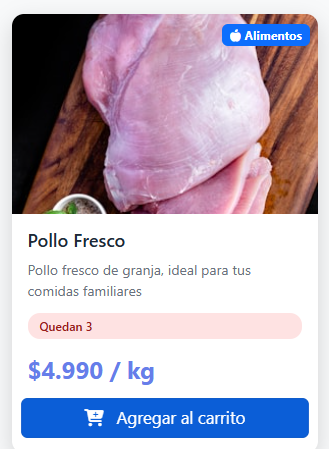 Alimentos
Pollo Fresco
Pollo fresco de granja, ideal para tus
comidas familiares
Quedan 3
$4.990 / kg
Agregar al carrito